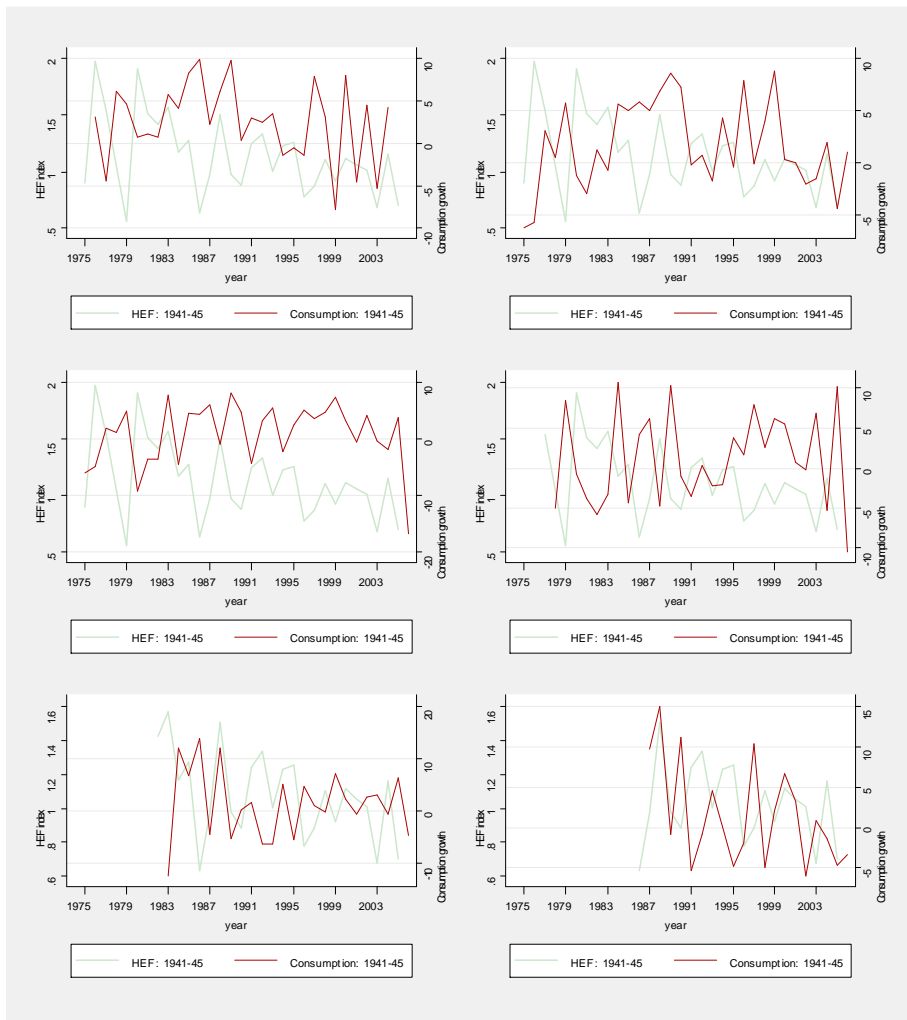 HEF index
.5 1 1.5 2
Consumption growth
-10 -5 0 5 10
1975 1979 1983 1987 1991 1995 1999 2003
year
HEF: 1941-45 Consumption: 1941-45
HEF index
.5 1 1.5 2
Consumption growth
-5 0 5 10
1975 1979 1983 1987 1991 1995 1999 2003
year
HEF: 1941-45 Consumption: 1941-45
HEF index
.5 1 1.5 2
Consumption growth
-20 -10 0 10
1975 1979 1983 1987 1991 1995 1999 2003
year
HEF: 1941-45 Consumption: 1941-45
HEF index
.5 1 1.5 2
Consumption growth
-10 -5 0 5 10
1975 1979 1983 1987 1991 1995 1999 2003
year
HEF: 1941-45 Consumption: 1941-45
HEF index
.6 .8 1 1.2 1.4 1.6
Consumption growth
-10 0 10 20
1975 1979 1983 1987 1991 1995 1999 2003
year
HEF: 1941-45 Consumption: 1941-45
HEF index
.6 .8 1 1.2 1.4 1.6
Consumption growth
-5 0 5 10 15
1975 1979 1983 1987 1991 1995 1999 2003
year
HEF: 1941-45 Consumption: 1941-45